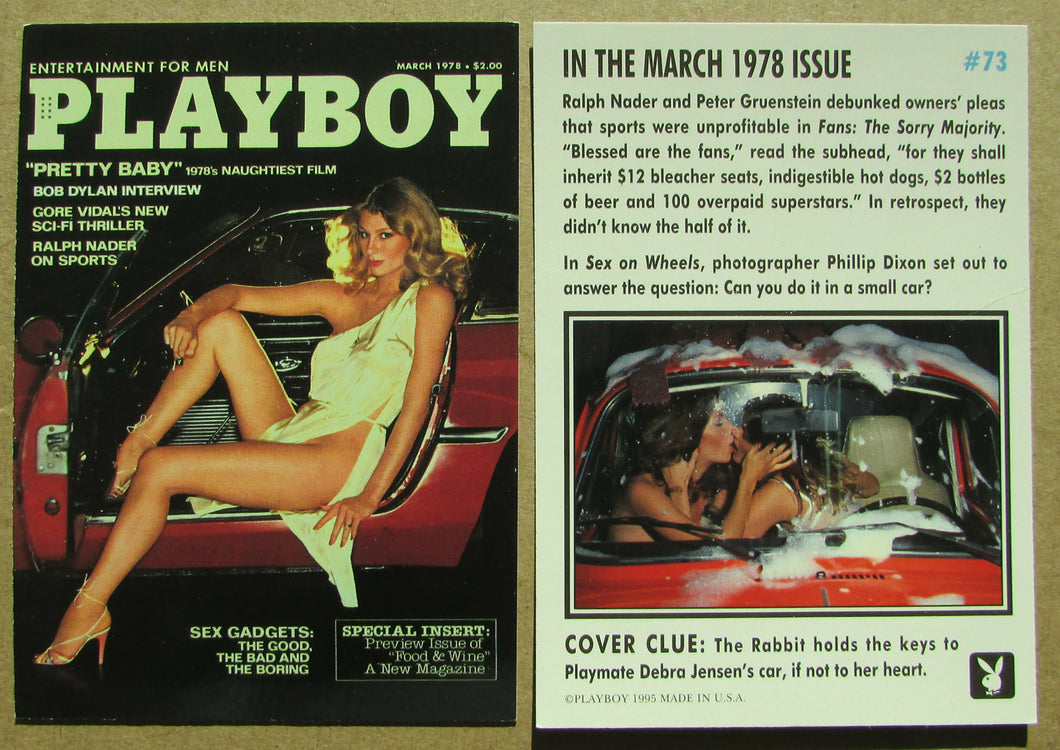 ENTERTAINMENT FOR MEN
MARCH 1978 • $2.00
PLAYBOY
"PRETTY BABY" 1978's NAUGHTIEST FILM
BOB DYLAN INTERVIEW
GORE VIDAL'S NEW
SCI-FI THRILLER
RALPH NADER
ON SPORTS
SEX GADGETS:
THE GOOD,
THE BAD AND
THE BORING
SPECIAL INSERT:
Preview Issue of
"Food & Wine"
A New Magazine
IN THE MARCH 1978 ISSUE
#73
Ralph Nader and Peter Gruenstein debunked owners' pleas
that sports were unprofitable in Fans: The Sorry Majority.
"Blessed are the fans," read the subhead, "for they shall
inherit $12 bleacher seats, indigestible hot dogs, $2 bottles
of beer and 100 overpaid superstars." In retrospect, they
didn't know the half of it.
In Sex on Wheels, photographer Phillip Dixon set out to
answer the question: Can you do it in a small car?
COVER CLUE: The Rabbit holds the keys to
Playmate Debra Jensen's car, if not to her heart.
©PLAYBOY 1995 MADE IN U.S.A.